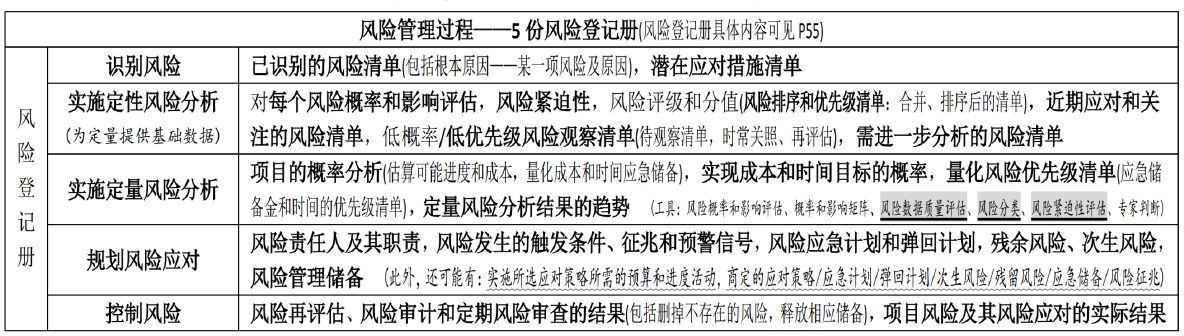 风险管理过程——5 份风险登记册(风险登记册具体内容可见 P55)
风险登记册
识别风险
已识别的风险清单(包括根本原因——某一项风险及原因)，潜在应对措施清单
实施定性风险分析
(为定量提供基础数据)
对每个风险概率和影响评估，风险紧迫性，风险评级和分值(风险排序和优先级清单：合并、排序后的清单)，近期应对和关
注的风险清单，低概率/低优先级风险观察清单(待观察清单，时常关照、再评估)，需进一步分析的风险清单
实施定量风险分析
项目的概率分析(估算可能进度和成本，量化成本和时间应急储备)，实现成本和时间目标的概率，量化风险优先级清单(应急储
备金和时间的优先级清单)，定量风险分析结果的趋势 (工具：风险概率和影响评估、概率和影响矩阵、风险数据质量评估、风险分类、风险紧迫性评估、专家判断)
规划风险应对
风险责任人及其职责，风险发生的触发条件、征兆和预警信号，风险应急计划和弹回计划，残余风险、次生风险，
风险管理储备 (此外，还可能有：实施所选应对策略所需的预算和进度活动，商定的应对策略/应急计划/弹回计划/次生风险/残留风险/应急储备/风险征兆)
控制风险
风险再评估、风险审计和定期风险审查的结果(包括删掉不存在的风险，释放相应储备)，项目风险及其风险应对的实际结果